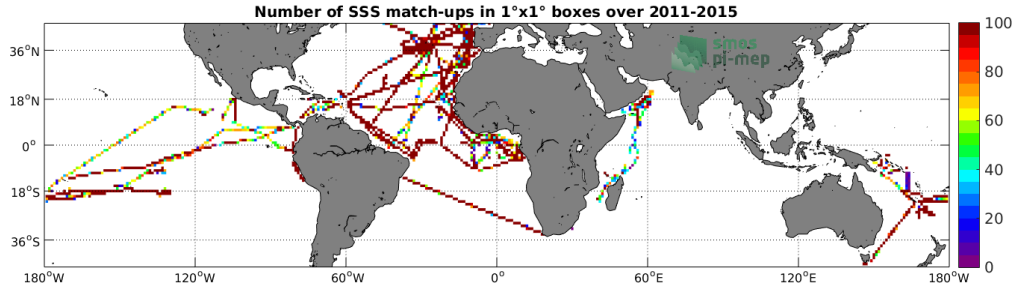 Number of SSS match-ups in 1°x1° boxes over 2011-2015
smos
pi-mep
36°N
18°N
0°
18°S
36°S
180°W
120°W
60°W
0°
60°E
120°E
180°W
100
80
60
40
20
0